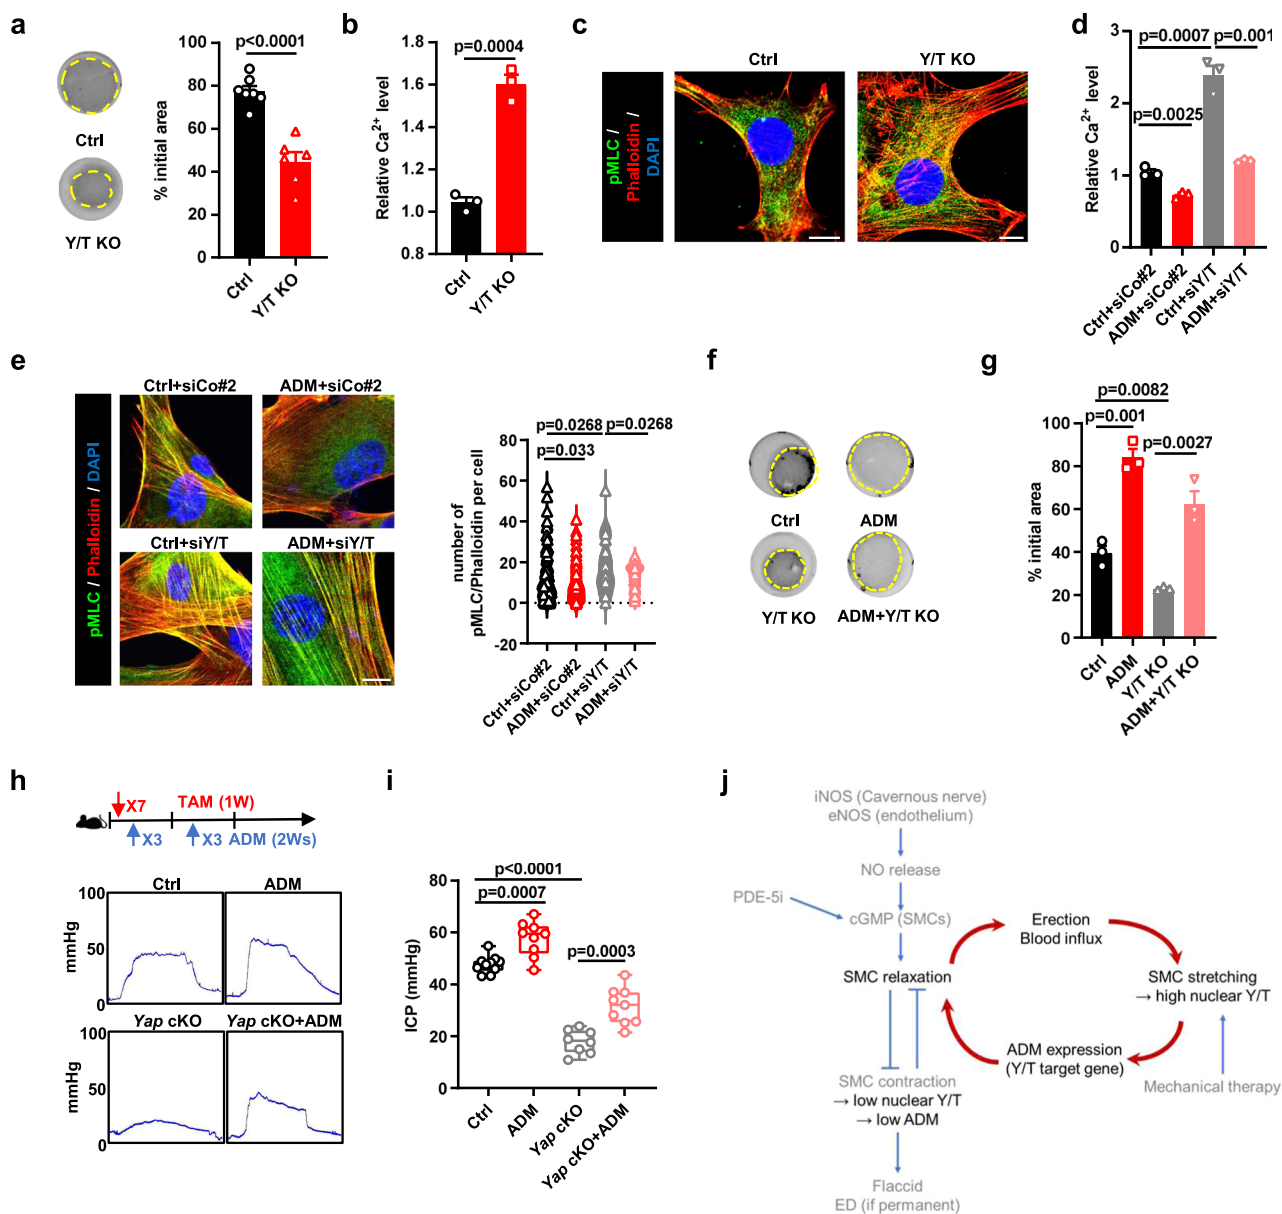 a
p<0.0001
% initial area
100
80
60
40
20
0
Ctrl
Y/T KO
Ctrl
Y/T KO
b
p=0.0004
Relative Ca²⁺ level
1.8
1.6
1.4
1.2
1.0
0.8
Ctrl
Y/T KO
c
Ctrl
Y/T KO
pMLC /
Phalloidin /
DAPI
d
p=0.0007
p=0.001
p=0.0025
Relative Ca²⁺ level
3
2
1
0
Ctrl+siCo#2
ADM+siCo#2
Ctrl+siY/T
ADM+siY/T
e
Ctrl+siCo#2
ADM+siCo#2
Ctrl+siY/T
ADM+siY/T
pMLC / Phalloidin / DAPI
p=0.0268
p=0.0268
p=0.033
number of
pMLC/Phalloidin per cell
80
60
40
20
0
-20
Ctrl+siCo#2
ADM+siCo#2
Ctrl+siY/T
ADM+siY/T
f
Ctrl
ADM
Y/T KO
ADM+Y/T KO
g
p=0.0082
p=0.001
p=0.0027
% initial area
100
80
60
40
20
0
Ctrl
ADM
Y/T KO
ADM+Y/T KO
h
X7
TAM (1W)
X3
X3
ADM (2Ws)
Ctrl
ADM
mmHg
100
50
0
Yap cKO
Yap cKO+ADM
mmHg
100
50
0
i
p<0.0001
p=0.0007
p=0.0003
ICP (mmHg)
80
60
40
20
0
Ctrl
ADM
Yap cKO
Yap cKO+ADM
j
iNOS (Cavernous nerve)
eNOS (endothelium)
NO release
PDE-5i
cGMP (SMCs)
Erection
Blood influx
SMC relaxation
SMC stretching
→ high nuclear Y/T
ADM expression
(Y/T target gene)
Mechanical therapy
SMC contraction
→ low nuclear Y/T
→ low ADM
Flaccid
ED (if permanent)